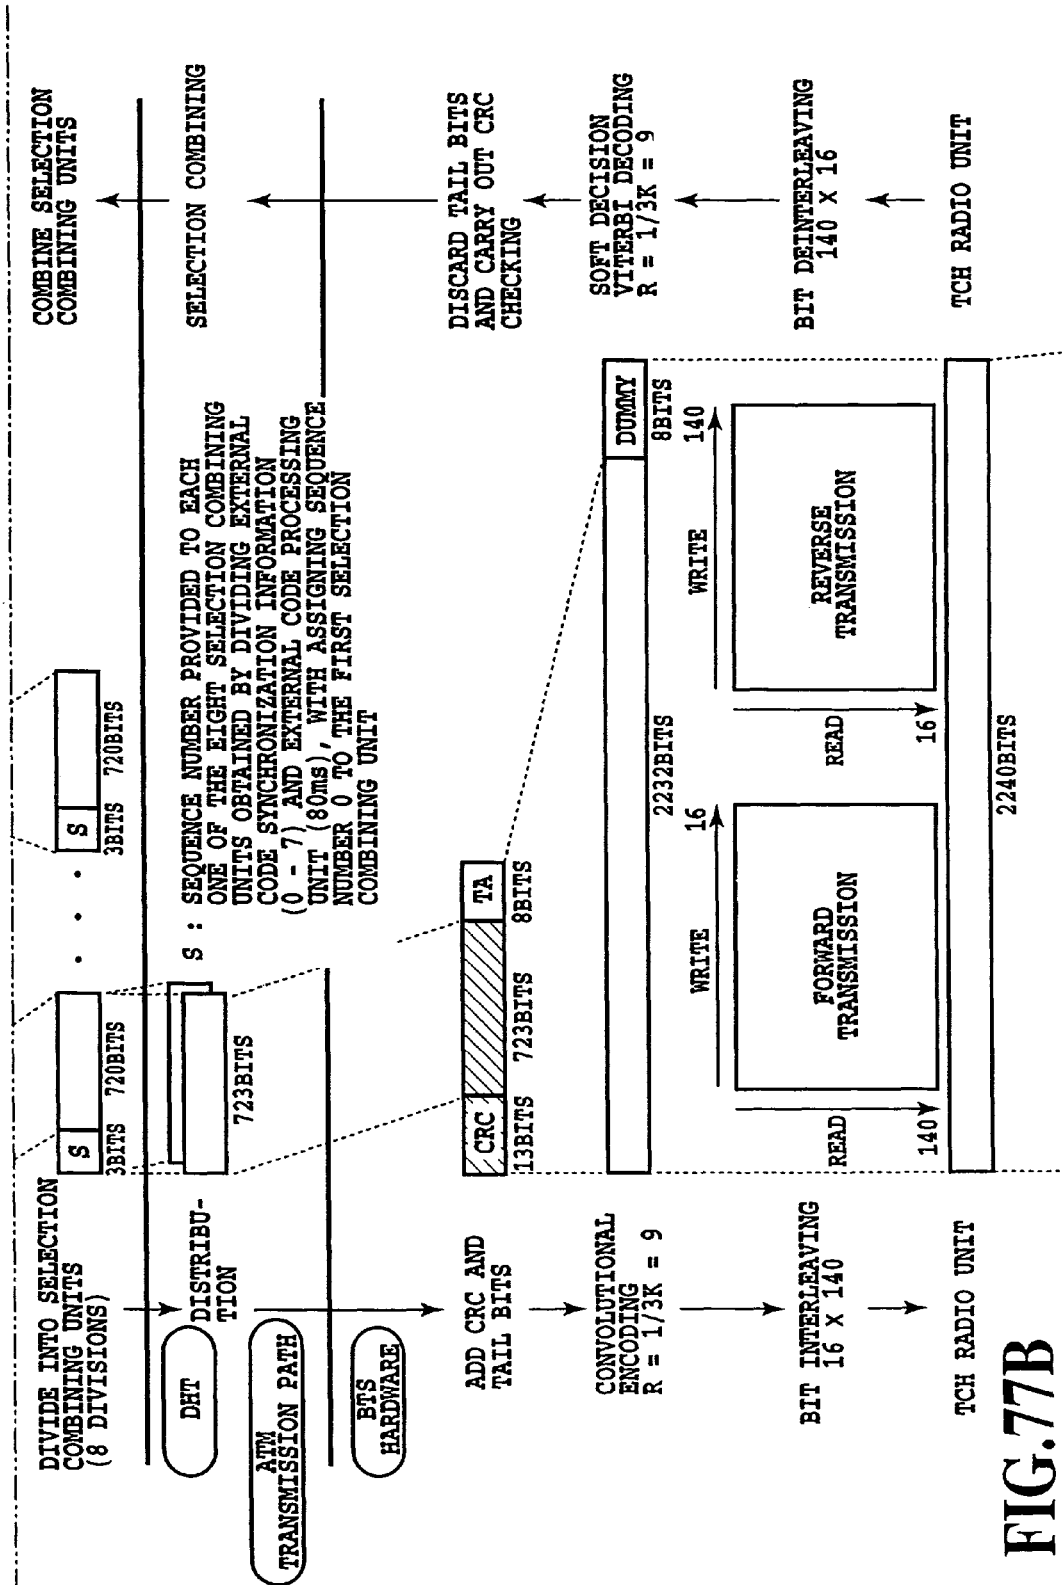 DIVIDE INTO SELECTION
COMBINING UNITS
(8 DIVISIONS)
S
3BITS
720BITS
. . .
S
3BITS
720BITS
COMBINE SELECTION
COMBINING UNITS
DHT
DISTRIBU-
TION
723BITS
S : SEQUENCE NUMBER PROVIDED TO EACH
ONE OF THE EIGHT SELECTION COMBINING
UNITS OBTAINED BY DIVIDING EXTERNAL
CODE SYNCHRONIZATION INFORMATION
(0 - 7) AND EXTERNAL CODE PROCESSING
UNIT (80ms), WITH ASSIGNING SEQUENCE
NUMBER 0 TO THE FIRST SELECTION
COMBINING UNIT
SELECTION COMBINING
ATM
TRANSMISSION PATH
BTS
HARDWARE
ADD CRC AND
TAIL BITS
CRC
TA
13BITS
723BITS
8BITS
DISCARD TAIL BITS
AND CARRY OUT CRC
CHECKING
CONVOLUTIONAL
ENCODING
R = 1/3K = 9
DUMMY
2232BITS
8BITS
SOFT DECISION
VITERBI DECODING
R = 1/3K = 9
BIT INTERLEAVING
16 X 140
WRITE
16
READ
140
FORWARD
TRANSMISSION
WRITE
140
READ
16
REVERSE
TRANSMISSION
BIT DEINTERLEAVING
140 X 16
TCH RADIO UNIT
2240BITS
TCH RADIO UNIT
FIG.77B